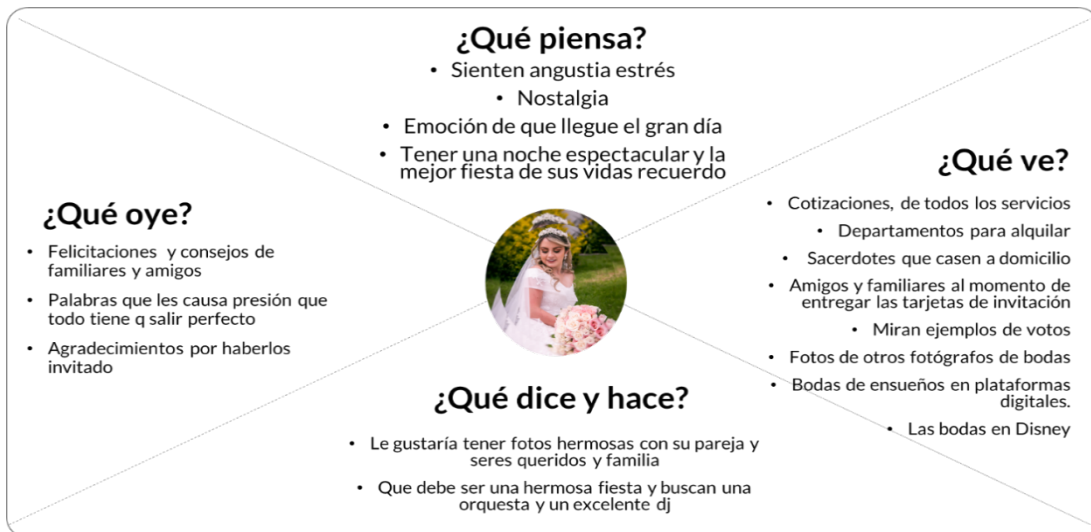 ¿Qué piensa?
• Sienten angustia estrés
• Nostalgia
• Emoción de que llegue el gran día
• Tener una noche espectacular y la
mejor fiesta de sus vidas recuerdo
¿Qué oye?
• Felicitaciones y consejos de
familiares y amigos
• Palabras que les causa presión que
todo tiene q salir perfecto
• Agradecimientos por haberlos
invitado
¿Qué ve?
• Cotizaciones, de todos los servicios
• Departamentos para alquilar
• Sacerdotes que casen a domicilio
• Amigos y familiares al momento de
entregar las tarjetas de invitación
• Miran ejemplos de votos
• Fotos de otros fotógrafos de bodas
• Bodas de ensueños en plataformas
digitales.
• Las bodas en Disney
¿Qué dice y hace?
• Le gustaría tener fotos hermosas con su pareja y
seres queridos y familia
• Que debe ser una hermosa fiesta y buscan una
orquesta y un excelente dj